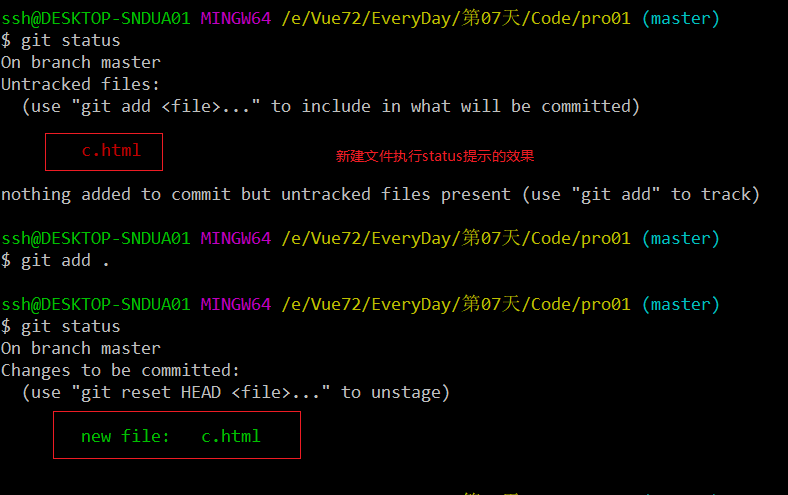 ssh@DESKTOP-SNDUA01 MINGW64 /e/Vue72/EveryDay/第07天/Code/pro01 (master)
$ git status
On branch master
Untracked files:
  (use "git add <file>..." to include in what will be committed)
c.html
新建文件执行status提示的效果
nothing added to commit but untracked files present (use "git add" to track)
ssh@DESKTOP-SNDUA01 MINGW64 /e/Vue72/EveryDay/第07天/Code/pro01 (master)
$ git add .
ssh@DESKTOP-SNDUA01 MINGW64 /e/Vue72/EveryDay/第07天/Code/pro01 (master)
$ git status
On branch master
Changes to be committed:
  (use "git reset HEAD <file>..." to unstage)
new file:   c.html